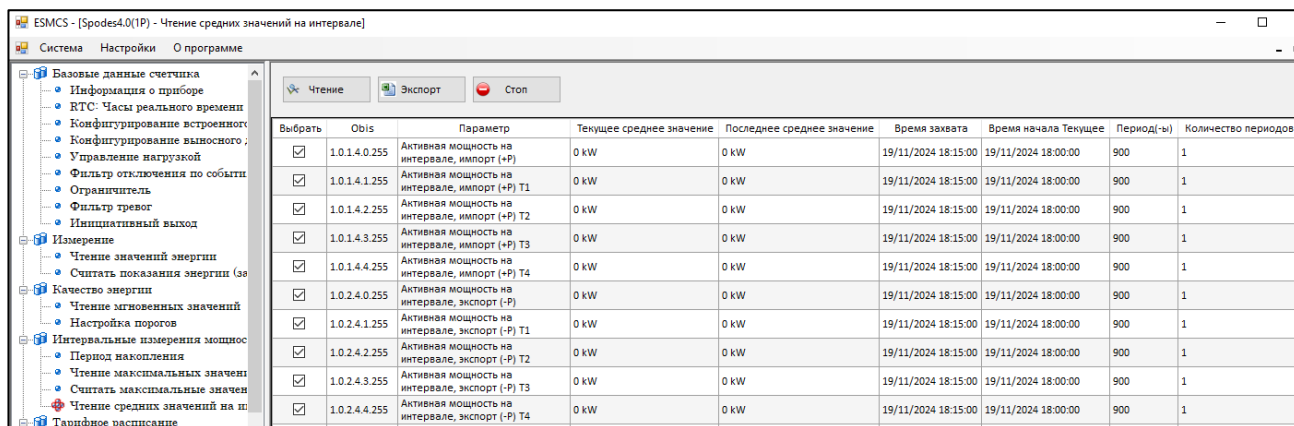 ESMCS - [Spodes4.0(1P) - Чтение средних значений на интервале]
Система Настройки О программе
Базовые данные счетчика
Информация о приборе
RTC: Часы реального времени
Конфигурирование встроенного
Конфигурирование выносного
Управление нагрузкой
Фильтр отключения по событи
Ограничитель
Фильтр тревог
Инициативный выход
Измерение
Чтение значений энергии
Считать показания энергии (за
Качество энергии
Чтение мгновенных значений
Настройка порогов
Интервальные измерения мощнос
Период накопления
Чтение максимальных значени
Считать максимальные значен
Чтение средних значений на и
Тарифное расписание
Чтение Экспорт Стоп
Выбрать Obis Параметр Текущее среднее значение Последнее среднее значение Время захвата Время начала Текущее Период(-ы) Количество периодов
1.0.1.4.0.255 Активная мощность на интервале, импорт (+P) 0 kW 0 kW 19/11/2024 18:15:00 19/11/2024 18:00:00 900 1
1.0.1.4.1.255 Активная мощность на интервале, импорт (+P) T1 0 kW 0 kW 19/11/2024 18:15:00 19/11/2024 18:00:00 900 1
1.0.1.4.2.255 Активная мощность на интервале, импорт (+P) T2 0 kW 0 kW 19/11/2024 18:15:00 19/11/2024 18:00:00 900 1
1.0.1.4.3.255 Активная мощность на интервале, импорт (+P) T3 0 kW 0 kW 19/11/2024 18:15:00 19/11/2024 18:00:00 900 1
1.0.1.4.4.255 Активная мощность на интервале, импорт (+P) T4 0 kW 0 kW 19/11/2024 18:15:00 19/11/2024 18:00:00 900 1
1.0.2.4.0.255 Активная мощность на интервале, экспорт (-P) 0 kW 0 kW 19/11/2024 18:15:00 19/11/2024 18:00:00 900 1
1.0.2.4.1.255 Активная мощность на интервале, экспорт (-P) T1 0 kW 0 kW 19/11/2024 18:15:00 19/11/2024 18:00:00 900 1
1.0.2.4.2.255 Активная мощность на интервале, экспорт (-P) T2 0 kW 0 kW 19/11/2024 18:15:00 19/11/2024 18:00:00 900 1
1.0.2.4.3.255 Активная мощность на интервале, экспорт (-P) T3 0 kW 0 kW 19/11/2024 18:15:00 19/11/2024 18:00:00 900 1
1.0.2.4.4.255 Активная мощность на интервале, экспорт (-P) T4 0 kW 0 kW 19/11/2024 18:15:00 19/11/2024 18:00:00 900 1